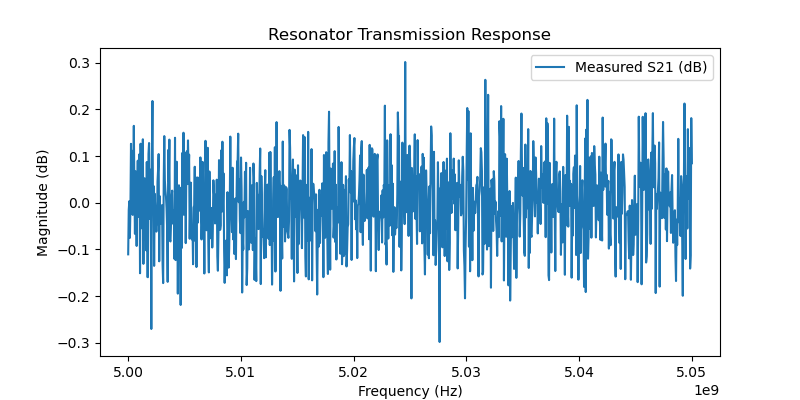 Resonator Transmission Response
Measured S21 (dB)
Magnitude (dB)
0.3
0.2
0.1
0.0
−0.1
−0.2
−0.3
5.00 5.01 5.02 5.03 5.04 5.05
1e9
Frequency (Hz)